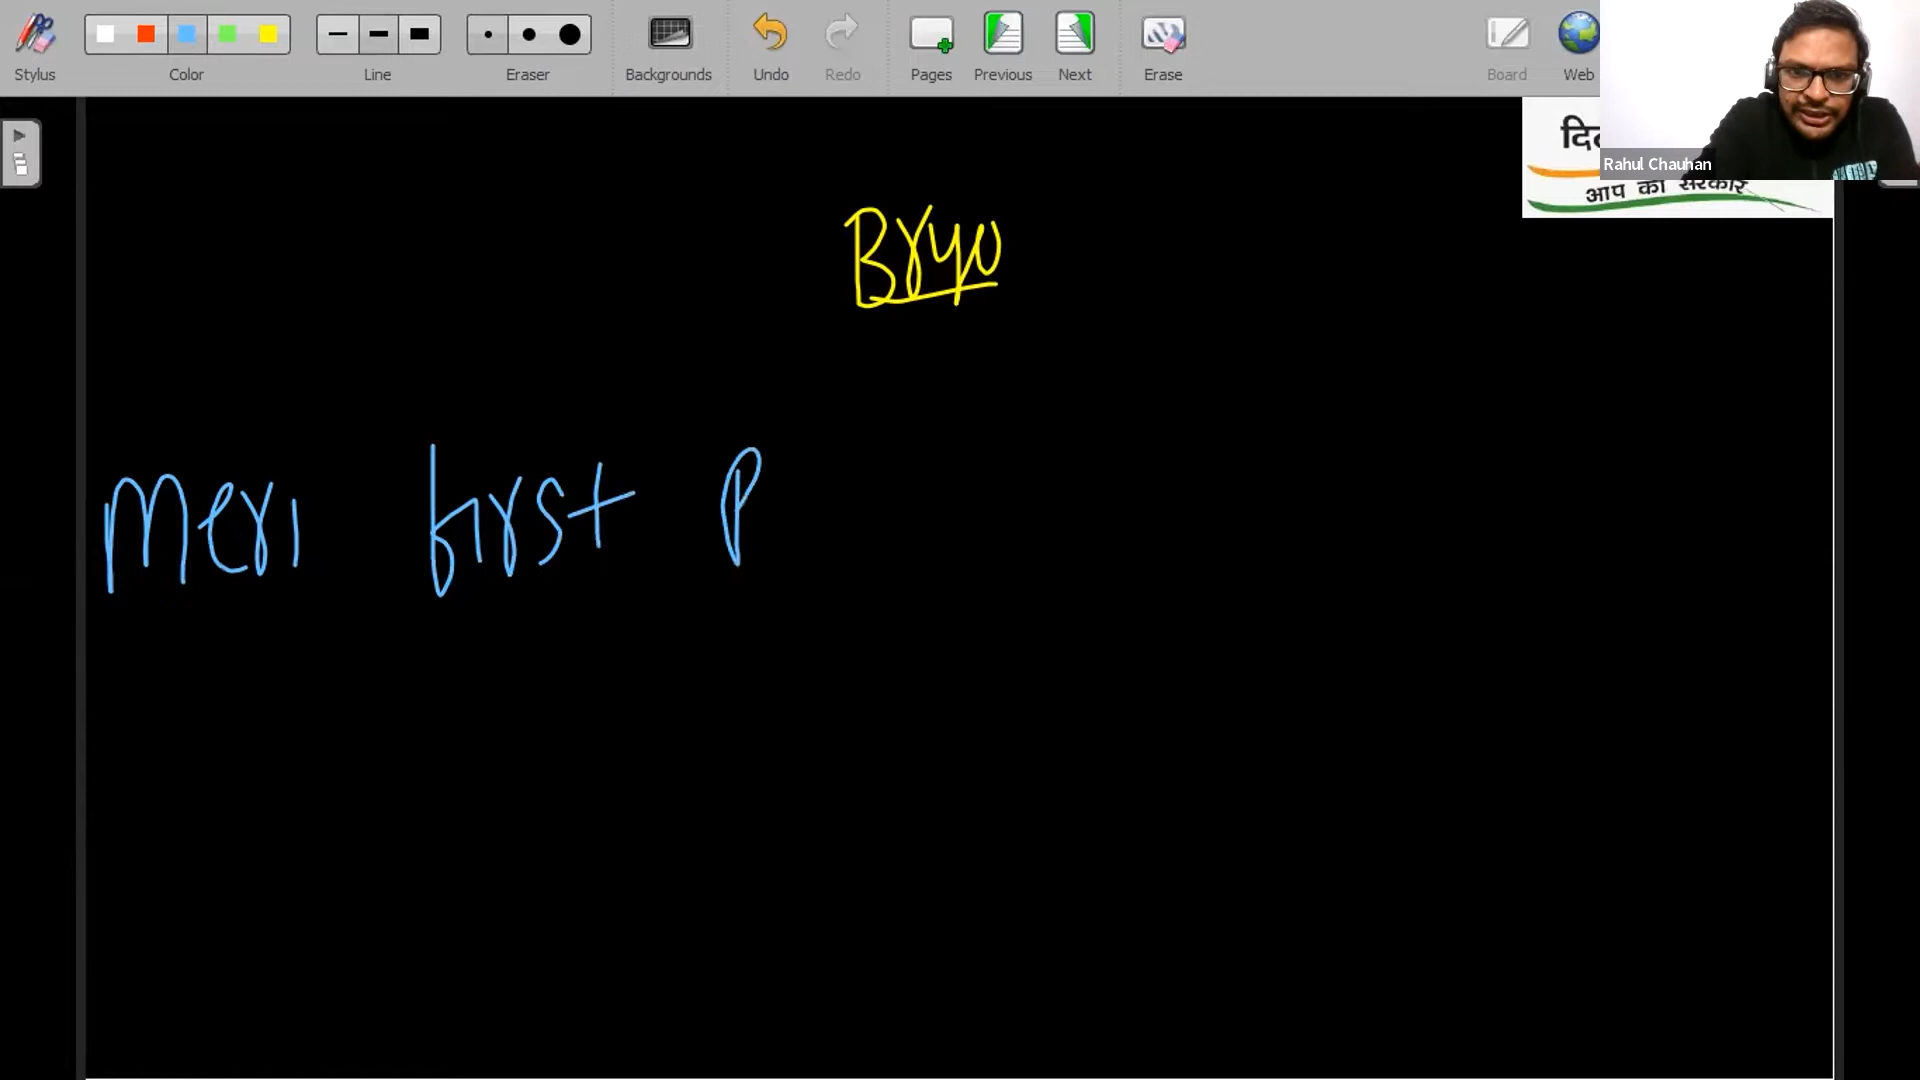 Stylus Color Line Eraser Backgrounds Undo Redo Pages Previous Next Erase Board Web
Rahul Chauhan
आप की सरकार
Bryo
Meri first P